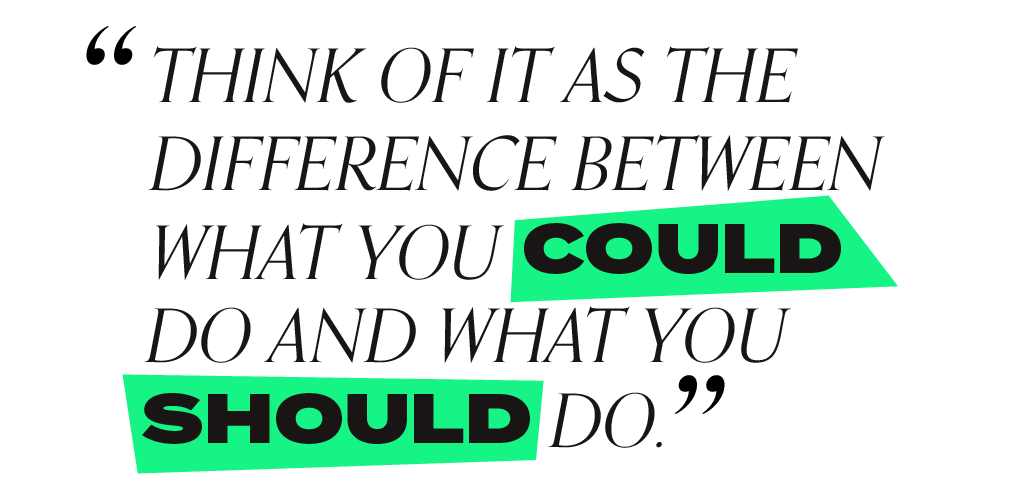 “THINK OF IT AS THE
DIFFERENCE BETWEEN
WHAT YOU COULD
DO AND WHAT YOU
SHOULD DO.”